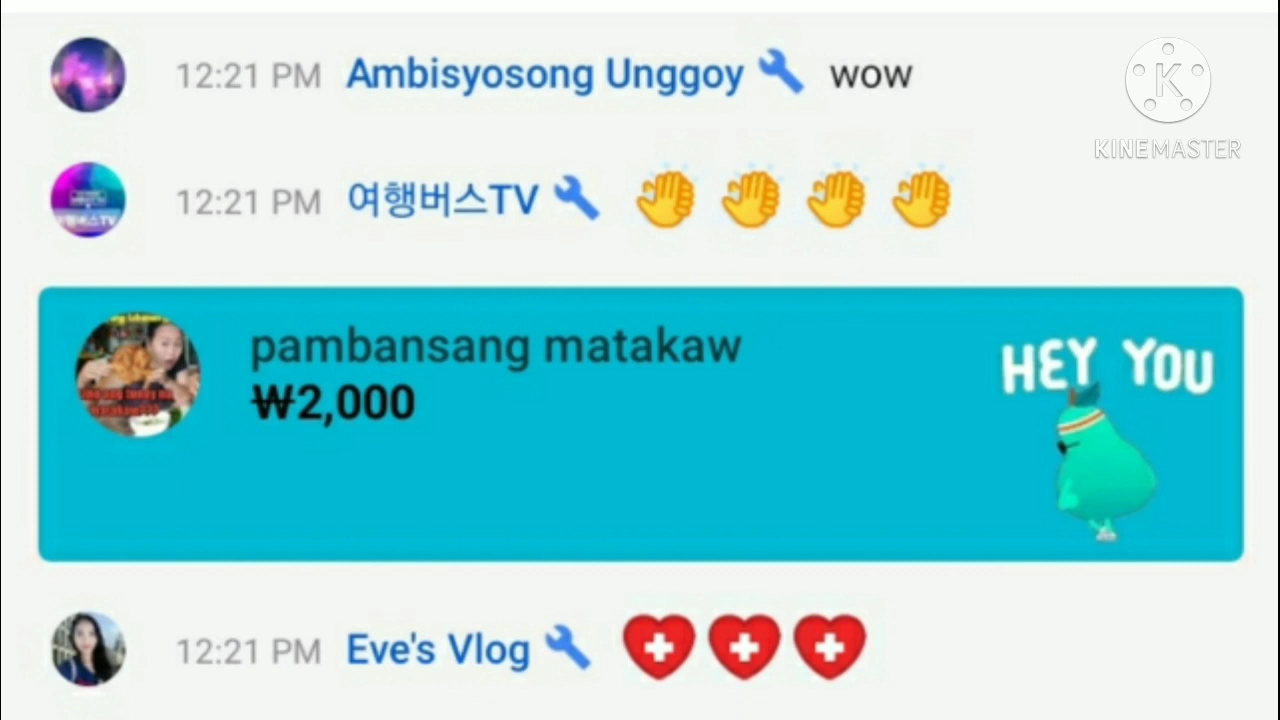 12:21 PM Ambisyosong Unggoy 🔧 wow
K
KINEMASTER
12:21 PM 여행버스TV 🔧 👏 👏 👏 👏
pambansang matakaw
₩2,000
HEY YOU
12:21 PM Eve's Vlog 🔧